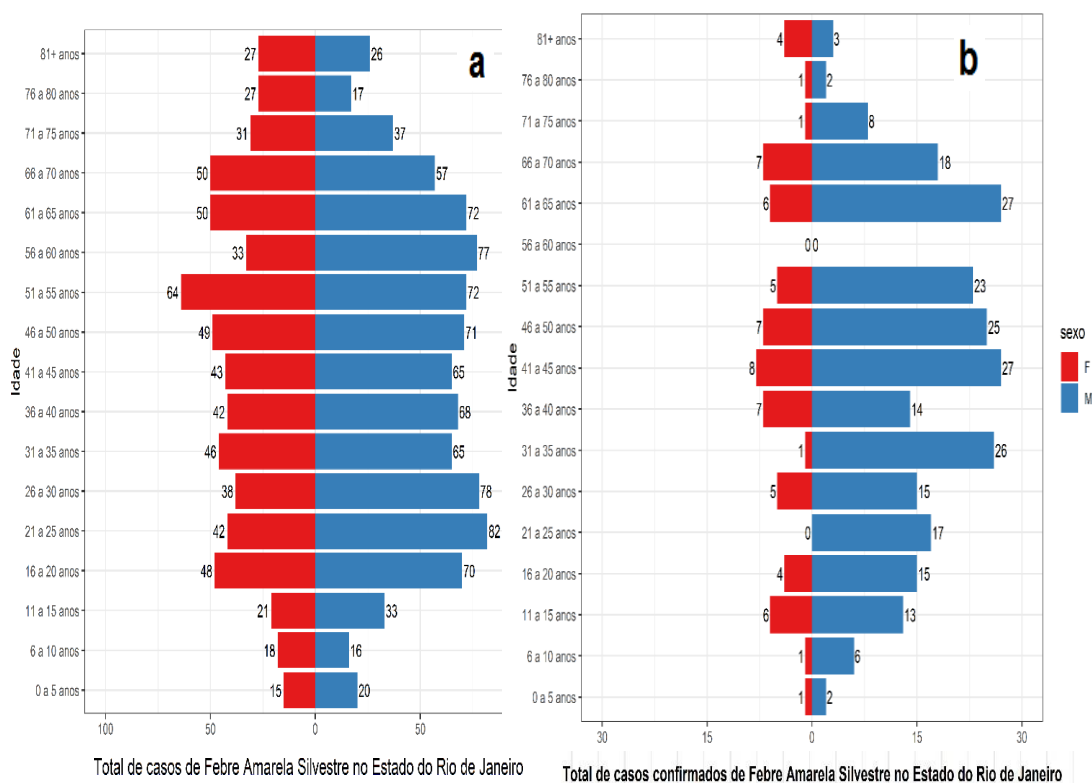 a
81+ anos 27 26
76 a 80 anos 27 17
71 a 75 anos 31 37
66 a 70 anos 50 57
61 a 65 anos 50 72
56 a 60 anos 33 77
51 a 55 anos 64 72
46 a 50 anos 49 71
41 a 45 anos 43 65
36 a 40 anos 42 68
31 a 35 anos 46 65
26 a 30 anos 38 78
21 a 25 anos 42 82
16 a 20 anos 48 70
11 a 15 anos 21 33
6 a 10 anos 18 16
0 a 5 anos 15 20
Idade
100 50 0 50
Total de casos de Febre Amarela Silvestre no Estado do Rio de Janeiro
b
81+ anos 4 3
76 a 80 anos 1 2
71 a 75 anos 1 8
66 a 70 anos 7 18
61 a 65 anos 6 27
56 a 60 anos 0 0
51 a 55 anos 5 23
46 a 50 anos 7 25
41 a 45 anos 8 27
36 a 40 anos 7 14
31 a 35 anos 1 26
26 a 30 anos 5 15
21 a 25 anos 0 17
16 a 20 anos 4 15
11 a 15 anos 6 13
6 a 10 anos 1 6
0 a 5 anos 1 2
Idade
30 15 0 15 30
Total de casos confirmados de Febre Amarela Silvestre no Estado do Rio de Janeiro
sexo
F
M